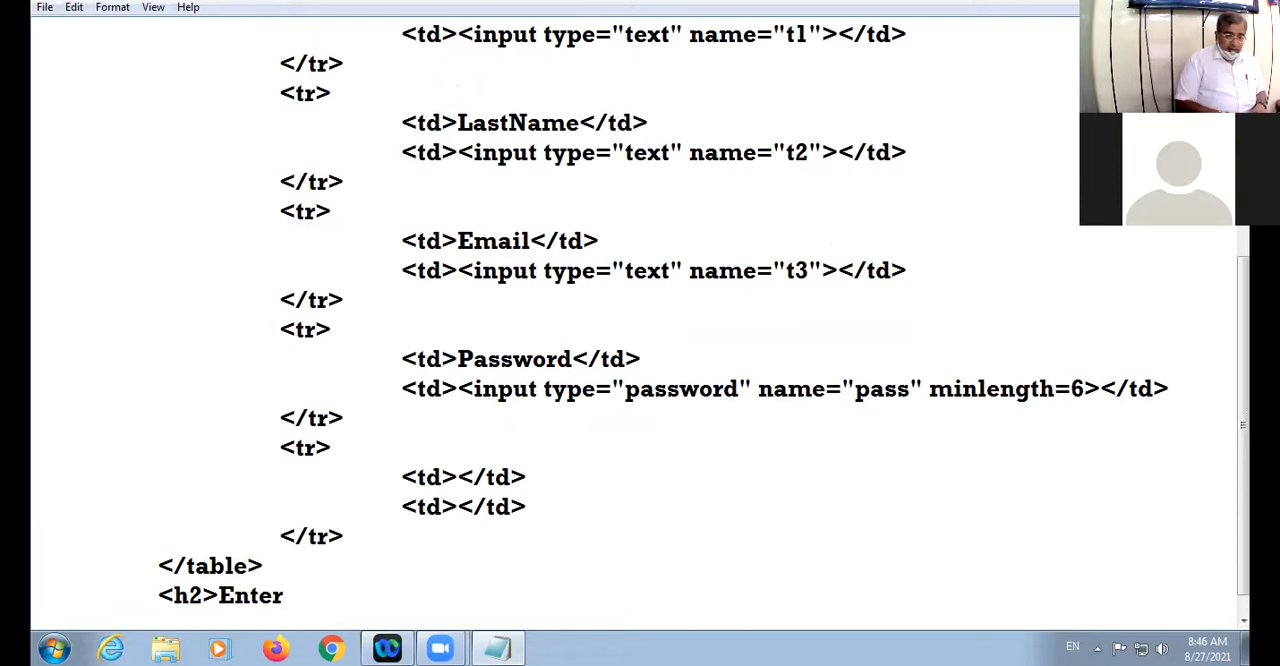 File Edit Format View Help
<td><input type="text" name="t1"></td>
</tr>
<tr>
<td>LastName</td>
<td><input type="text" name="t2"></td>
</tr>
<tr>
<td>Email</td>
<td><input type="text" name="t3"></td>
</tr>
<tr>
<td>Password</td>
<td><input type="password" name="pass" minlength=6></td>
</tr>
<tr>
<td></td>
<td></td>
</tr>
</table>
<h2>Enter
EN
8:46 AM
8/27/2021